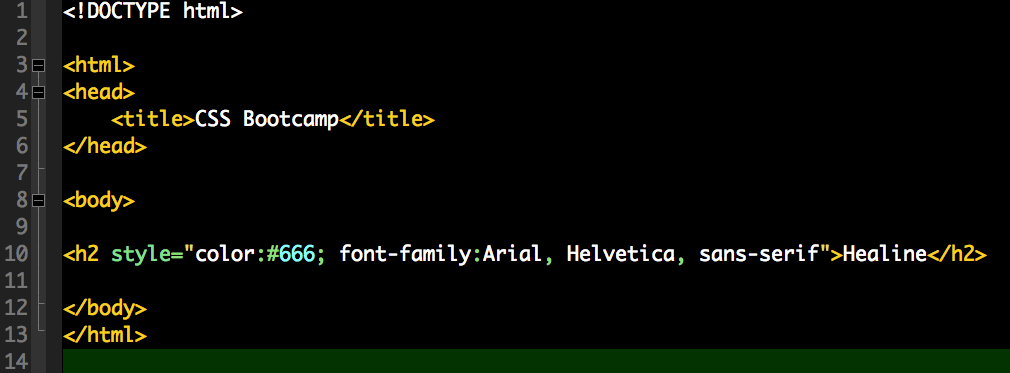 1 <!DOCTYPE html>
2
3 <html>
4 <head>
5     <title>CSS Bootcamp</title>
6 </head>
7
8 <body>
9
10 <h2 style="color:#666; font-family:Arial, Helvetica, sans-serif">Healine</h2>
11
12 </body>
13 </html>
14